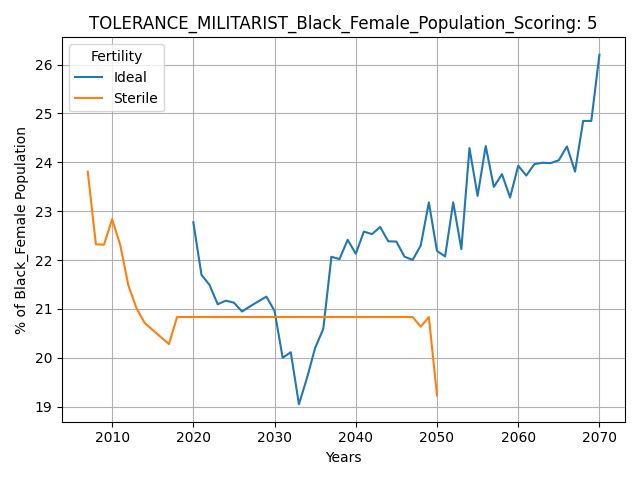 TOLERANCE_MILITARIST_Black_Female_Population_Scoring: 5
Fertility
Ideal
Sterile
% of Black_Female Population
26
25
24
23
22
21
20
19
2010 2020 2030 2040 2050 2060 2070
Years